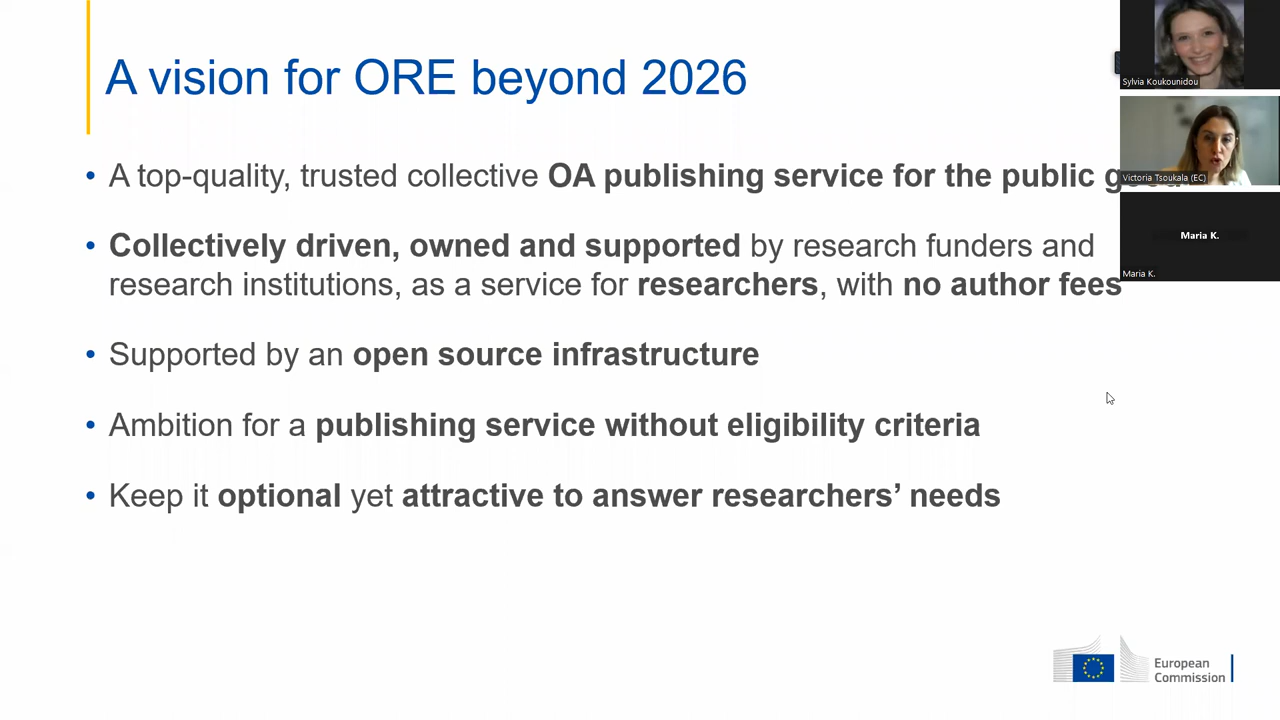 A vision for ORE beyond 2026
• A top-quality, trusted collective OA publishing service for the public
• Collectively driven, owned and supported by research funders and
research institutions, as a service for researchers, with no author fees
• Supported by an open source infrastructure
• Ambition for a publishing service without eligibility criteria
• Keep it optional yet attractive to answer researchers’ needs
Sylvia Koukounidou
Victoria Tsoukala (EC)
Maria K.
Maria K.
European
Commission